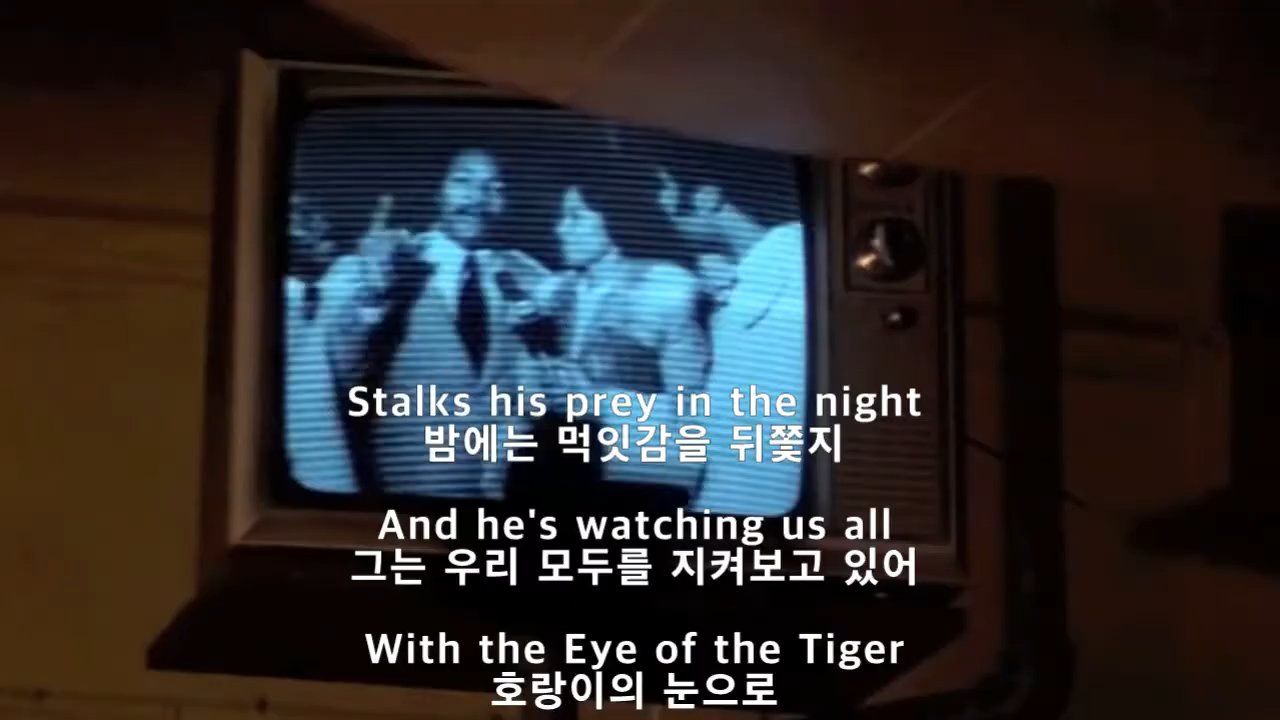 Stalks his prey in the night
밤에는 먹잇감을 뒤쫓지
And he's watching us all
그는 우리 모두를 지켜보고 있어
With the Eye of the Tiger
호랑이의 눈으로